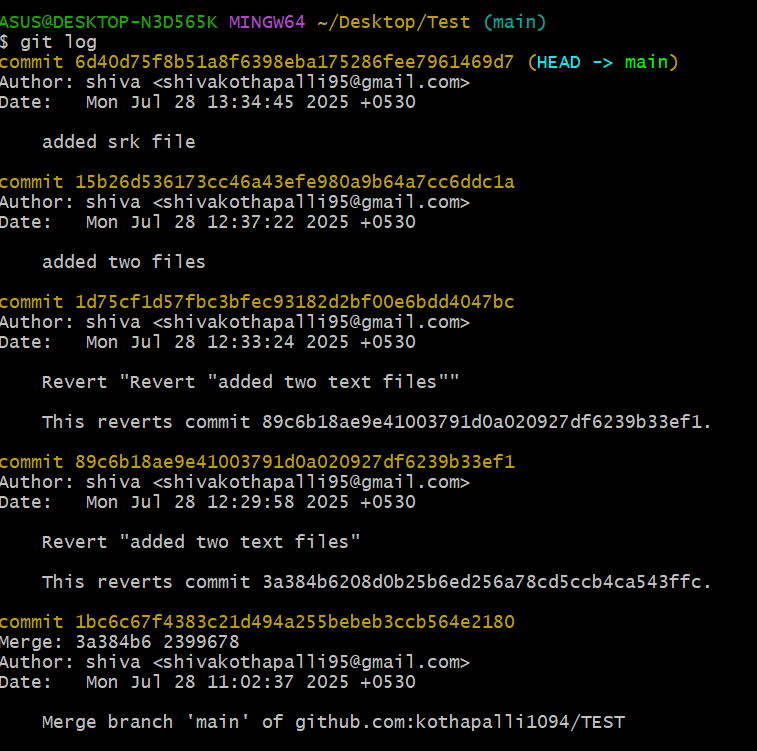 ASUS@DESKTOP-N3D565K MINGW64 ~/Desktop/Test (main)
$ git log
commit 6d40d75f8b51a8f6398eba175286fee7961469d7 (HEAD -> main)
Author: shiva <shivakothapalli95@gmail.com>
Date:   Mon Jul 28 13:34:45 2025 +0530
added srk file
commit 15b26d536173cc46a43efe980a9b64a7cc6ddc1a
Author: shiva <shivakothapalli95@gmail.com>
Date:   Mon Jul 28 12:37:22 2025 +0530
added two files
commit 1d75cf1d57fbc3bfec93182d2bf00e6bdd4047bc
Author: shiva <shivakothapalli95@gmail.com>
Date:   Mon Jul 28 12:33:24 2025 +0530
Revert "Revert "added two text files""
This reverts commit 89c6b18ae9e41003791d0a020927df6239b33ef1.
commit 89c6b18ae9e41003791d0a020927df6239b33ef1
Author: shiva <shivakothapalli95@gmail.com>
Date:   Mon Jul 28 12:29:58 2025 +0530
Revert "added two text files"
This reverts commit 3a384b6208d0b25b6ed256a78cd5ccb4ca543ffc.
commit 1bc6c67f4383c21d494a255bebeb3ccb564e2180
Merge: 3a384b6 2399678
Author: shiva <shivakothapalli95@gmail.com>
Date:   Mon Jul 28 11:02:37 2025 +0530
Merge branch 'main' of github.com:kothapalli1094/TEST